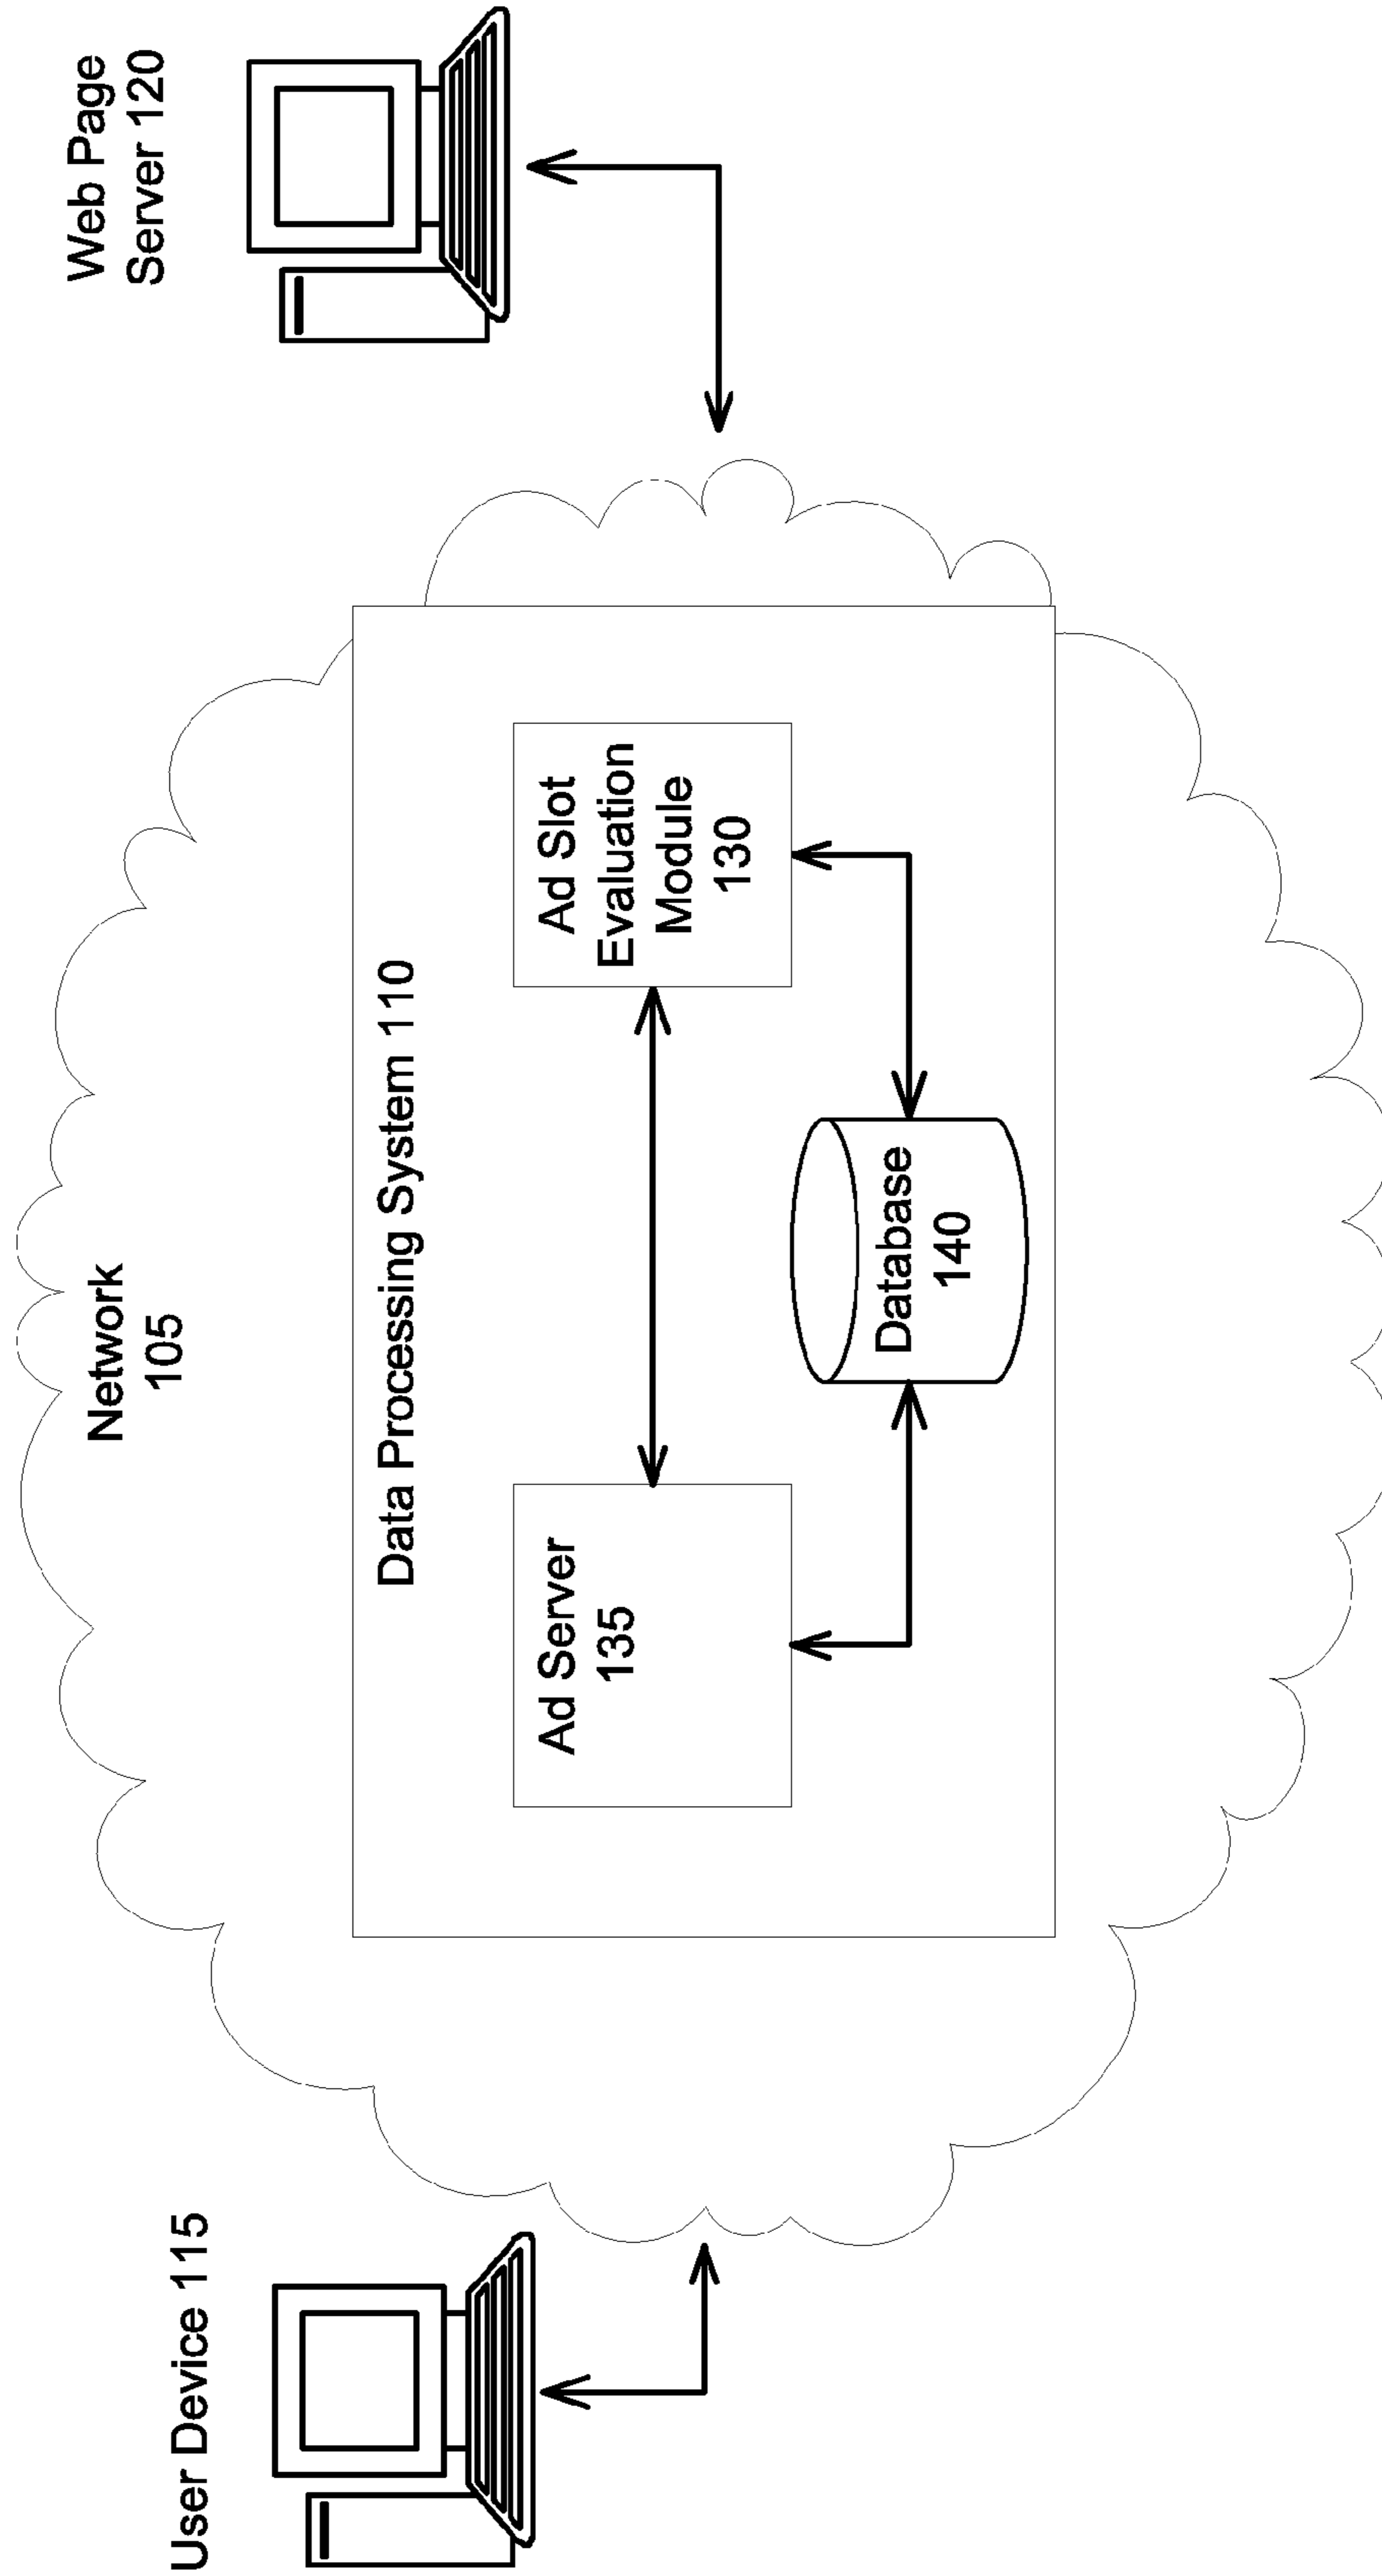 User Device 115
Network
105
Web Page
Server 120
Data Processing System 110
Ad Server
135
Ad Slot
Evaluation
Module
130
Database
140